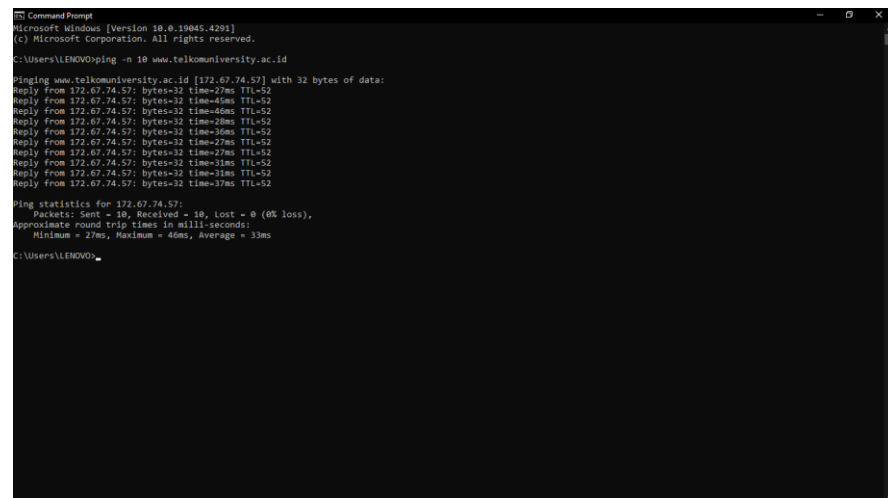 Command Prompt
Microsoft Windows [Version 10.0.19045.4291]
(c) Microsoft Corporation. All rights reserved.
C:\Users\LENOVO>ping -n 10 www.telkomuniversity.ac.id
Pinging www.telkomuniversity.ac.id [172.67.74.57] with 32 bytes of data:
Reply from 172.67.74.57: bytes=32 time=27ms TTL=52
Reply from 172.67.74.57: bytes=32 time=45ms TTL=52
Reply from 172.67.74.57: bytes=32 time=46ms TTL=52
Reply from 172.67.74.57: bytes=32 time=28ms TTL=52
Reply from 172.67.74.57: bytes=32 time=36ms TTL=52
Reply from 172.67.74.57: bytes=32 time=27ms TTL=52
Reply from 172.67.74.57: bytes=32 time=27ms TTL=52
Reply from 172.67.74.57: bytes=32 time=31ms TTL=52
Reply from 172.67.74.57: bytes=32 time=31ms TTL=52
Reply from 172.67.74.57: bytes=32 time=37ms TTL=52
Ping statistics for 172.67.74.57:
Packets: Sent = 10, Received = 10, Lost = 0 (0% loss),
Approximate round trip times in milli-seconds:
Minimum = 27ms, Maximum = 46ms, Average = 33ms
C:\Users\LENOVO>